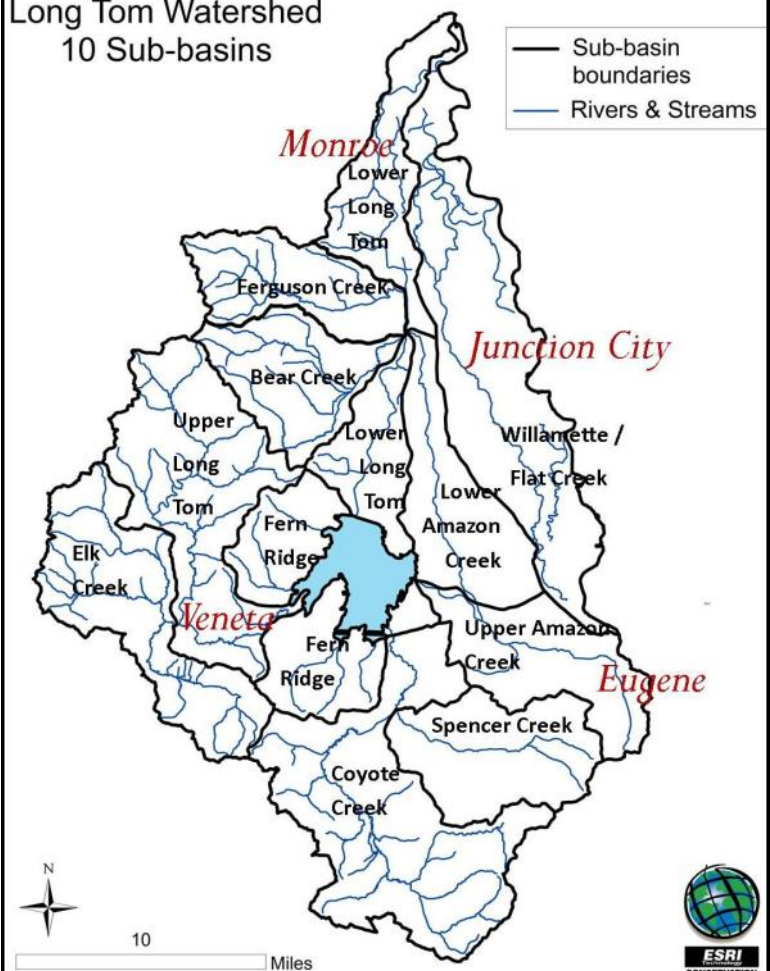 Long Tom Watershed
10 Sub-basins
Sub-basin
boundaries
Rivers & Streams
Monroe
Lower
Long
Tom
Ferguson Creek
Junction City
Bear Creek
Upper
Long
Tom
Lower
Long
Tom
Willamette /
Flat Creek
Lower
Amazon
Creek
Fern
Ridge
Elk
Creek
Veneta
Fern
Ridge
Upper Amazon
Creek
Eugene
Spencer Creek
Coyote
Creek
N
10
Miles
ESRI
Technology
CONSERVATION